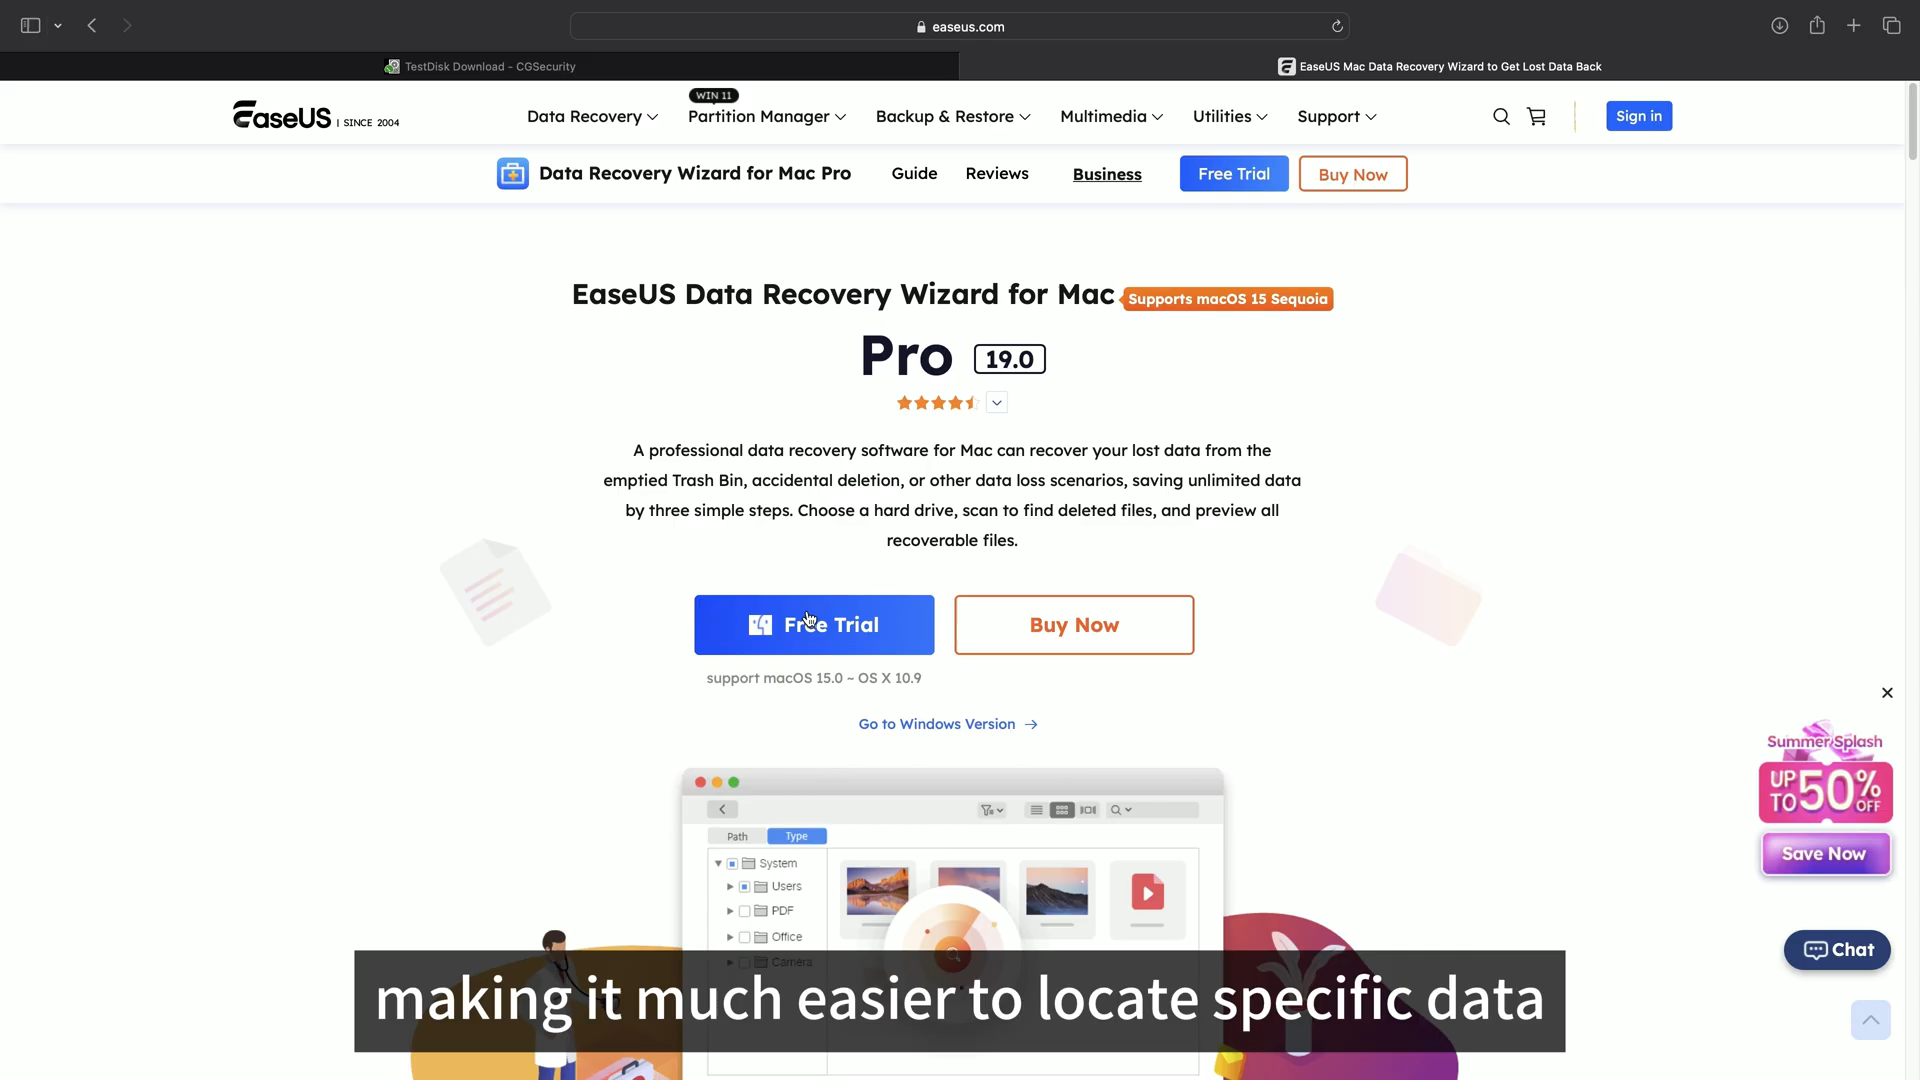 easeus.com
TestDisk Download - CGSecurity
EaseUS Mac Data Recovery Wizard to Get Lost Data Back
EaseUS | SINCE 2004
Data Recovery
WIN 11
Partition Manager
Backup & Restore
Multimedia
Utilities
Support
Sign in
Data Recovery Wizard for Mac Pro
Guide
Reviews
Business
Free Trial
Buy Now
EaseUS Data Recovery Wizard for Mac
Supports macOS 15 Sequoia
Pro 19.0
A professional data recovery software for Mac can recover your lost data from the
emptied Trash Bin, accidental deletion, or other data loss scenarios, saving unlimited data
by three simple steps. Choose a hard drive, scan to find deleted files, and preview all
recoverable files.
Free Trial
Buy Now
support macOS 15.0 ~ OS X 10.9
Go to Windows Version →
Summer Splash
UP TO 50% OFF
Save Now
Path
Type
System
Users
PDF
Office
Camera
Chat
making it much easier to locate specific data